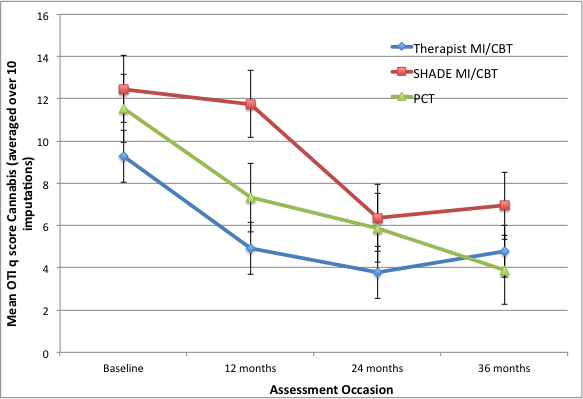 16
14
12
10
8
6
4
2
0
Mean OTI q score Cannabis (averaged over 10
imputations)
Therapist MI/CBT
SHADE MI/CBT
PCT
Baseline
12 months
24 months
36 months
Assessment Occasion